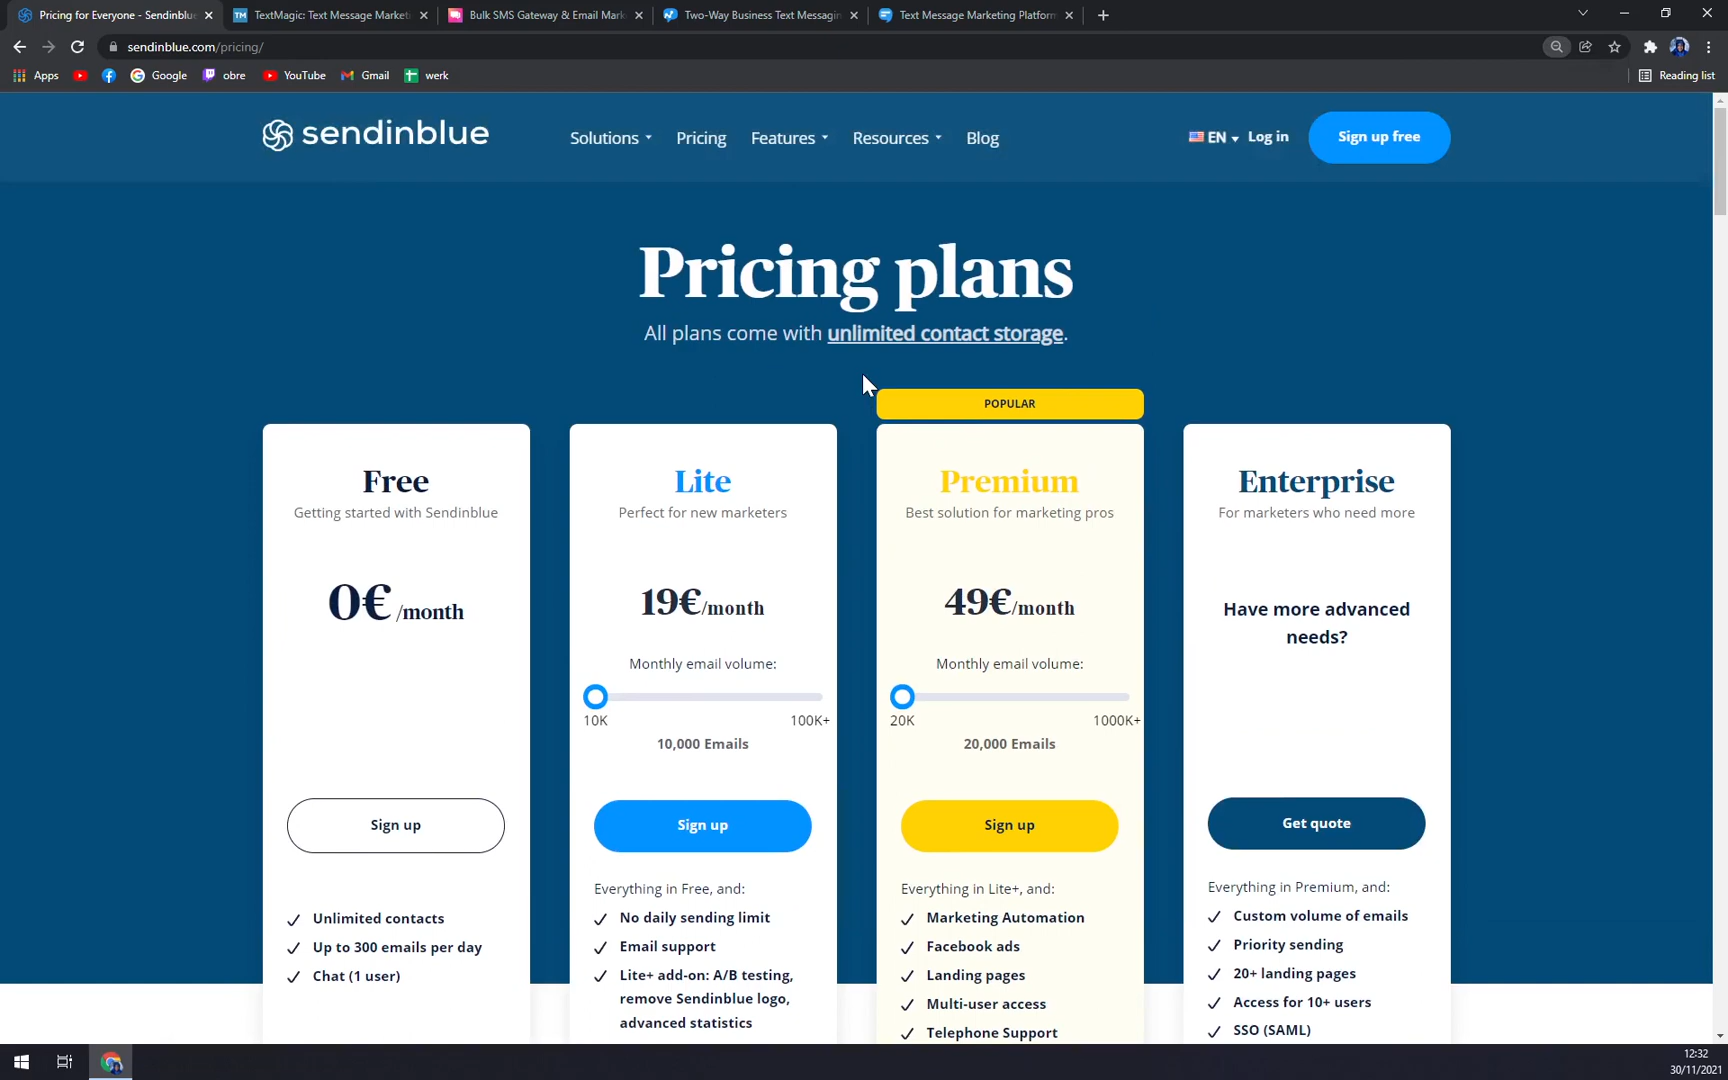 Pricing for Everyone - Sendinblue
TextMagic: Text Message Market
Bulk SMS Gateway & Email Mark
Two-Way Business Text Messagin
Text Message Marketing Platform
sendinblue.com/pricing/
Apps
Google
obre
YouTube
Gmail
werk
Reading list
sendinblue
Solutions
Pricing
Features
Resources
Blog
EN
Log in
Sign up free
Pricing plans
All plans come with unlimited contact storage.
POPULAR
Free
Getting started with Sendinblue
0€ /month
Sign up
Unlimited contacts
Up to 300 emails per day
Chat (1 user)
Lite
Perfect for new marketers
19€/month
Monthly email volume:
10K 100K+
10,000 Emails
Sign up
Everything in Free, and:
No daily sending limit
Email support
Lite+ add-on: A/B testing,
remove Sendinblue logo,
advanced statistics
Premium
Best solution for marketing pros
49€/month
Monthly email volume:
20K 1000K+
20,000 Emails
Sign up
Everything in Lite+, and:
Marketing Automation
Facebook ads
Landing pages
Multi-user access
Telephone Support
Enterprise
For marketers who need more
Have more advanced
needs?
Get quote
Everything in Premium, and:
Custom volume of emails
Priority sending
20+ landing pages
Access for 10+ users
SSO (SAML)
12:32
30/11/2021